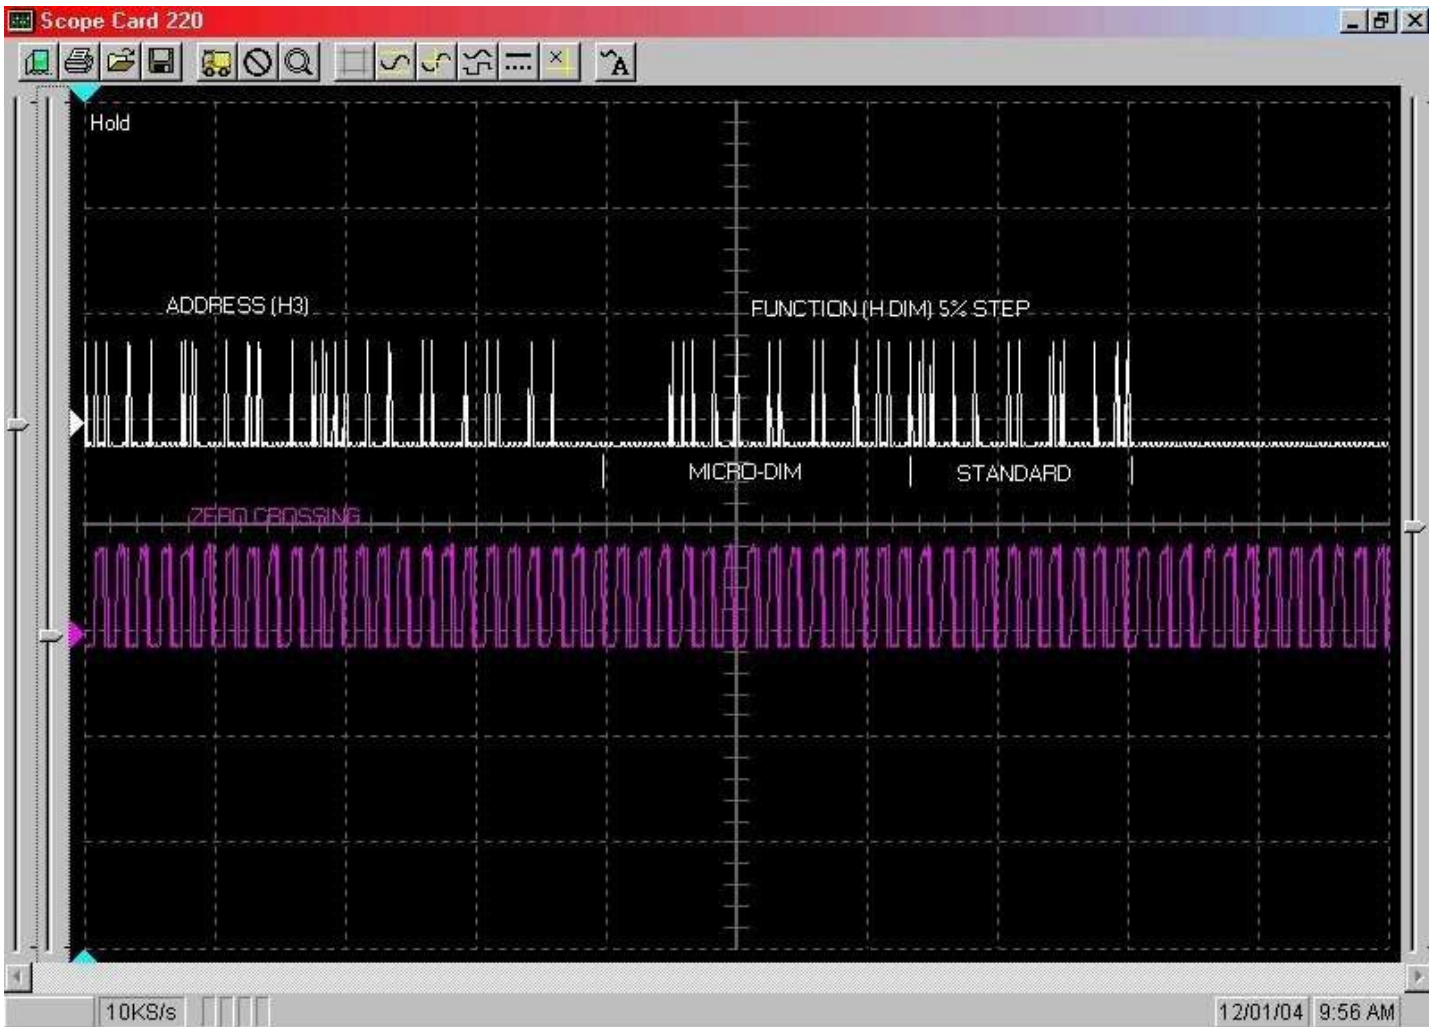 Scope Card 220
A
Hold
ADDRESS (H3)
FUNCTION (H DIM) 5% STEP
MICRO-DIM
STANDARD
ZERO CROSSING
10KS/s
12/01/04
9:56 AM